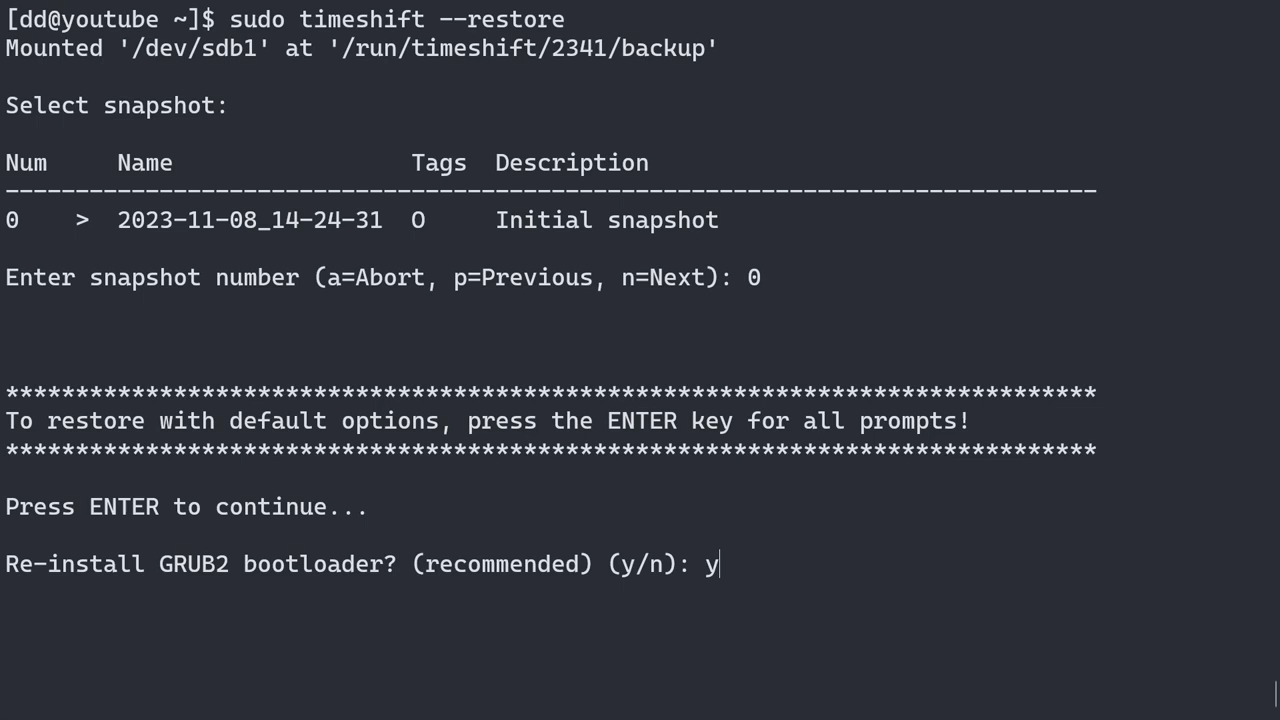 [dd@youtube ~]$ sudo timeshift --restore
Mounted '/dev/sdb1' at '/run/timeshift/2341/backup'
Select snapshot:
Num     Name                 Tags  Description
------------------------------------------------------------------------------
0    >  2023-11-08_14-24-31  O     Initial snapshot
Enter snapshot number (a=Abort, p=Previous, n=Next): 0
******************************************************************************
To restore with default options, press the ENTER key for all prompts!
******************************************************************************
Press ENTER to continue...
Re-install GRUB2 bootloader? (recommended) (y/n): y